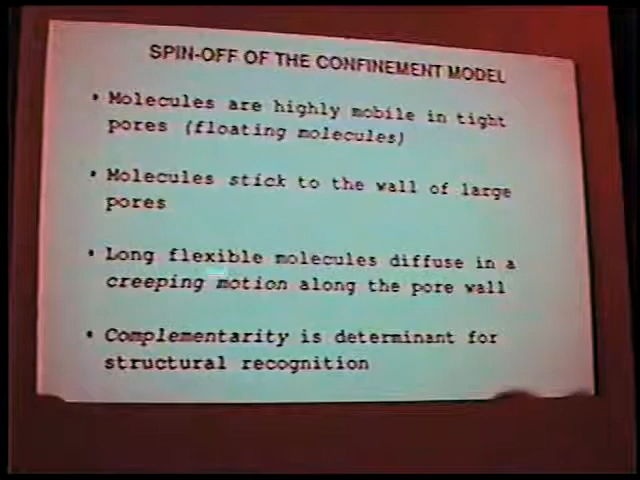 SPIN-OFF OF THE CONFINEMENT MODEL
• Molecules are highly mobile in tight
pores (floating molecules)
• Molecules stick to the wall of large
pores
• Long flexible molecules diffuse in a
creeping motion along the pore wall
• Complementarity is determinant for
structural recognition